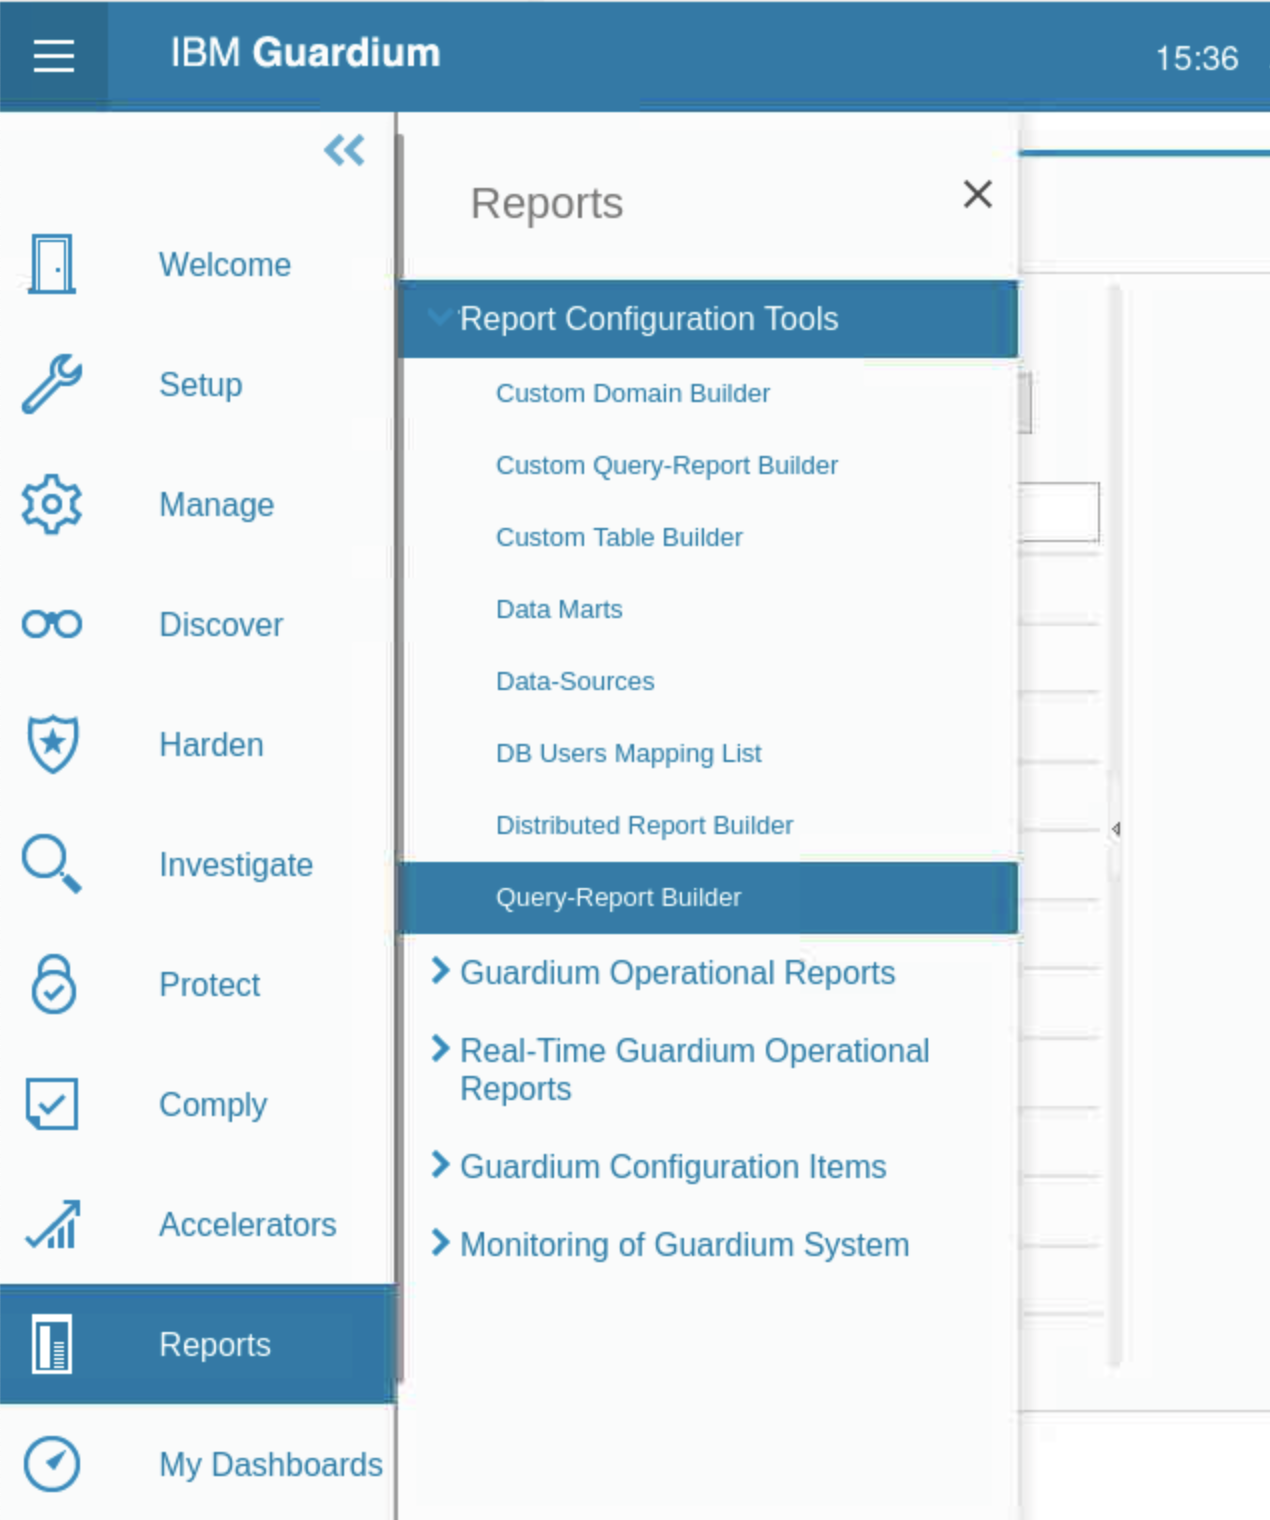 IBM Guardium
15:36
Reports
Welcome
Setup
Manage
Discover
Harden
Investigate
Protect
Comply
Accelerators
Reports
My Dashboards
Report Configuration Tools
Custom Domain Builder
Custom Query-Report Builder
Custom Table Builder
Data Marts
Data-Sources
DB Users Mapping List
Distributed Report Builder
Query-Report Builder
Guardium Operational Reports
Real-Time Guardium Operational
Reports
Guardium Configuration Items
Monitoring of Guardium System